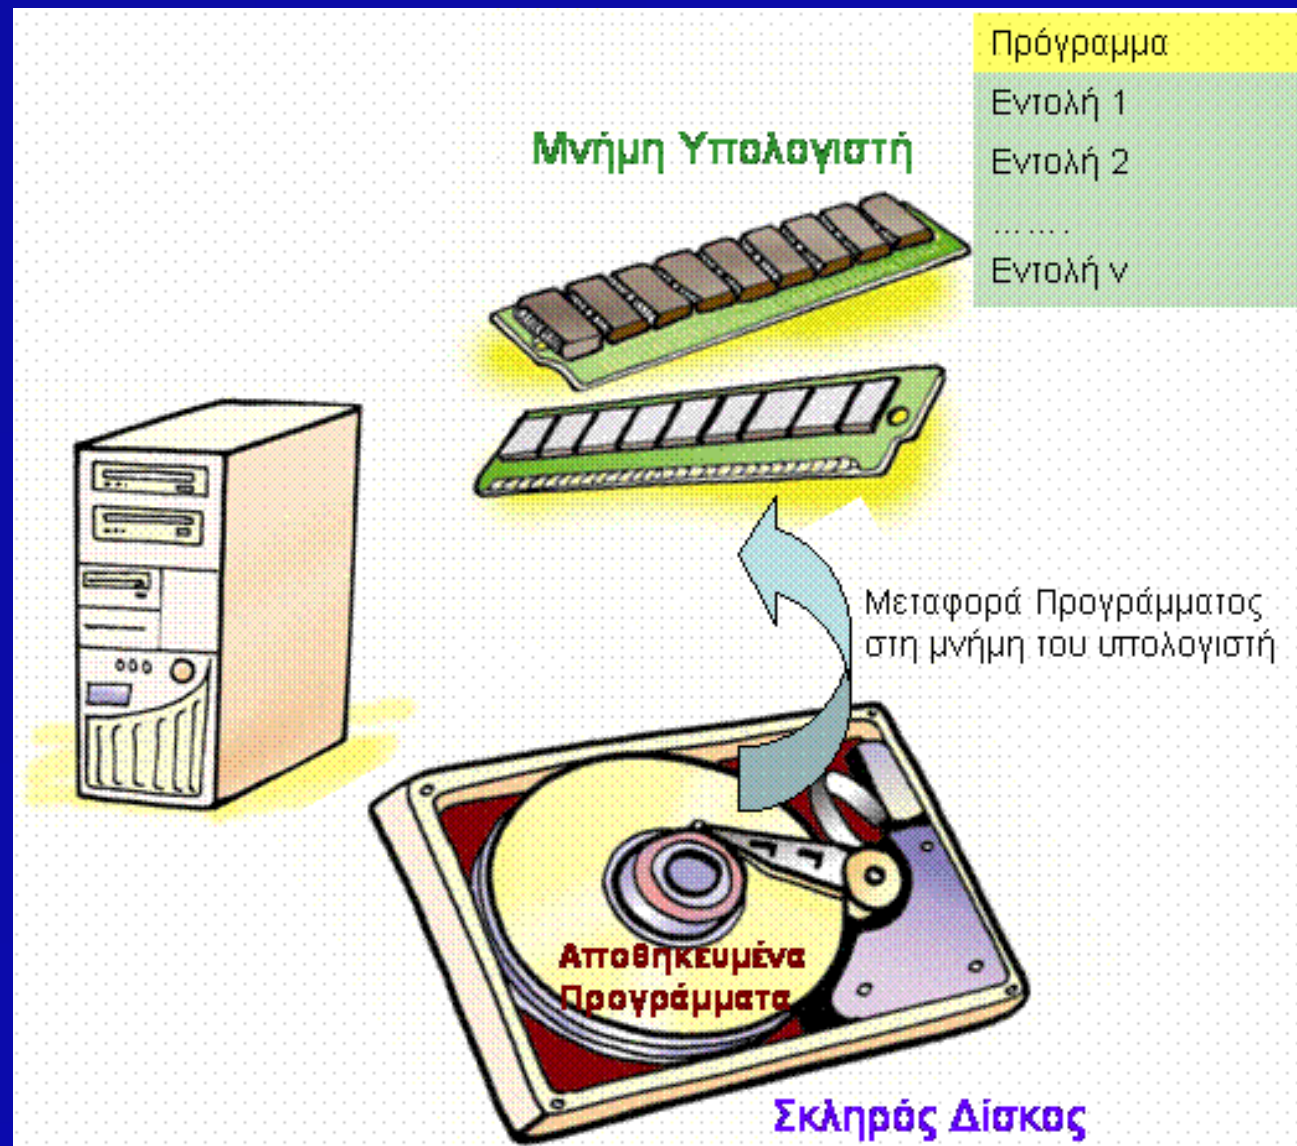 Πρόγραμμα
Εντολή 1
Εντολή 2
.......
Εντολή ν
Μνήμη Υπολογιστή
Μεταφορά Προγράμματος
στη μνήμη του υπολογιστή
Αποθηκευμένα
Προγράμματα
Σκληρός Δίσκος